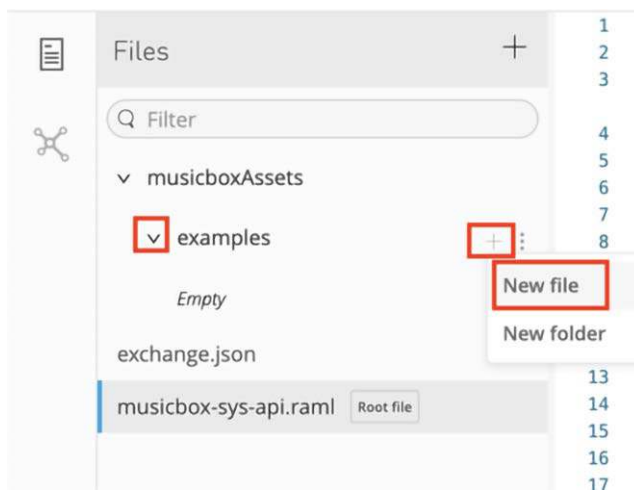 Files
Filter
musicboxAssets
examples
Empty
exchange.json
musicbox-sys-api.raml Root file
New file
New folder
1
2
3
4
5
6
7
8
13
14
15
16
17